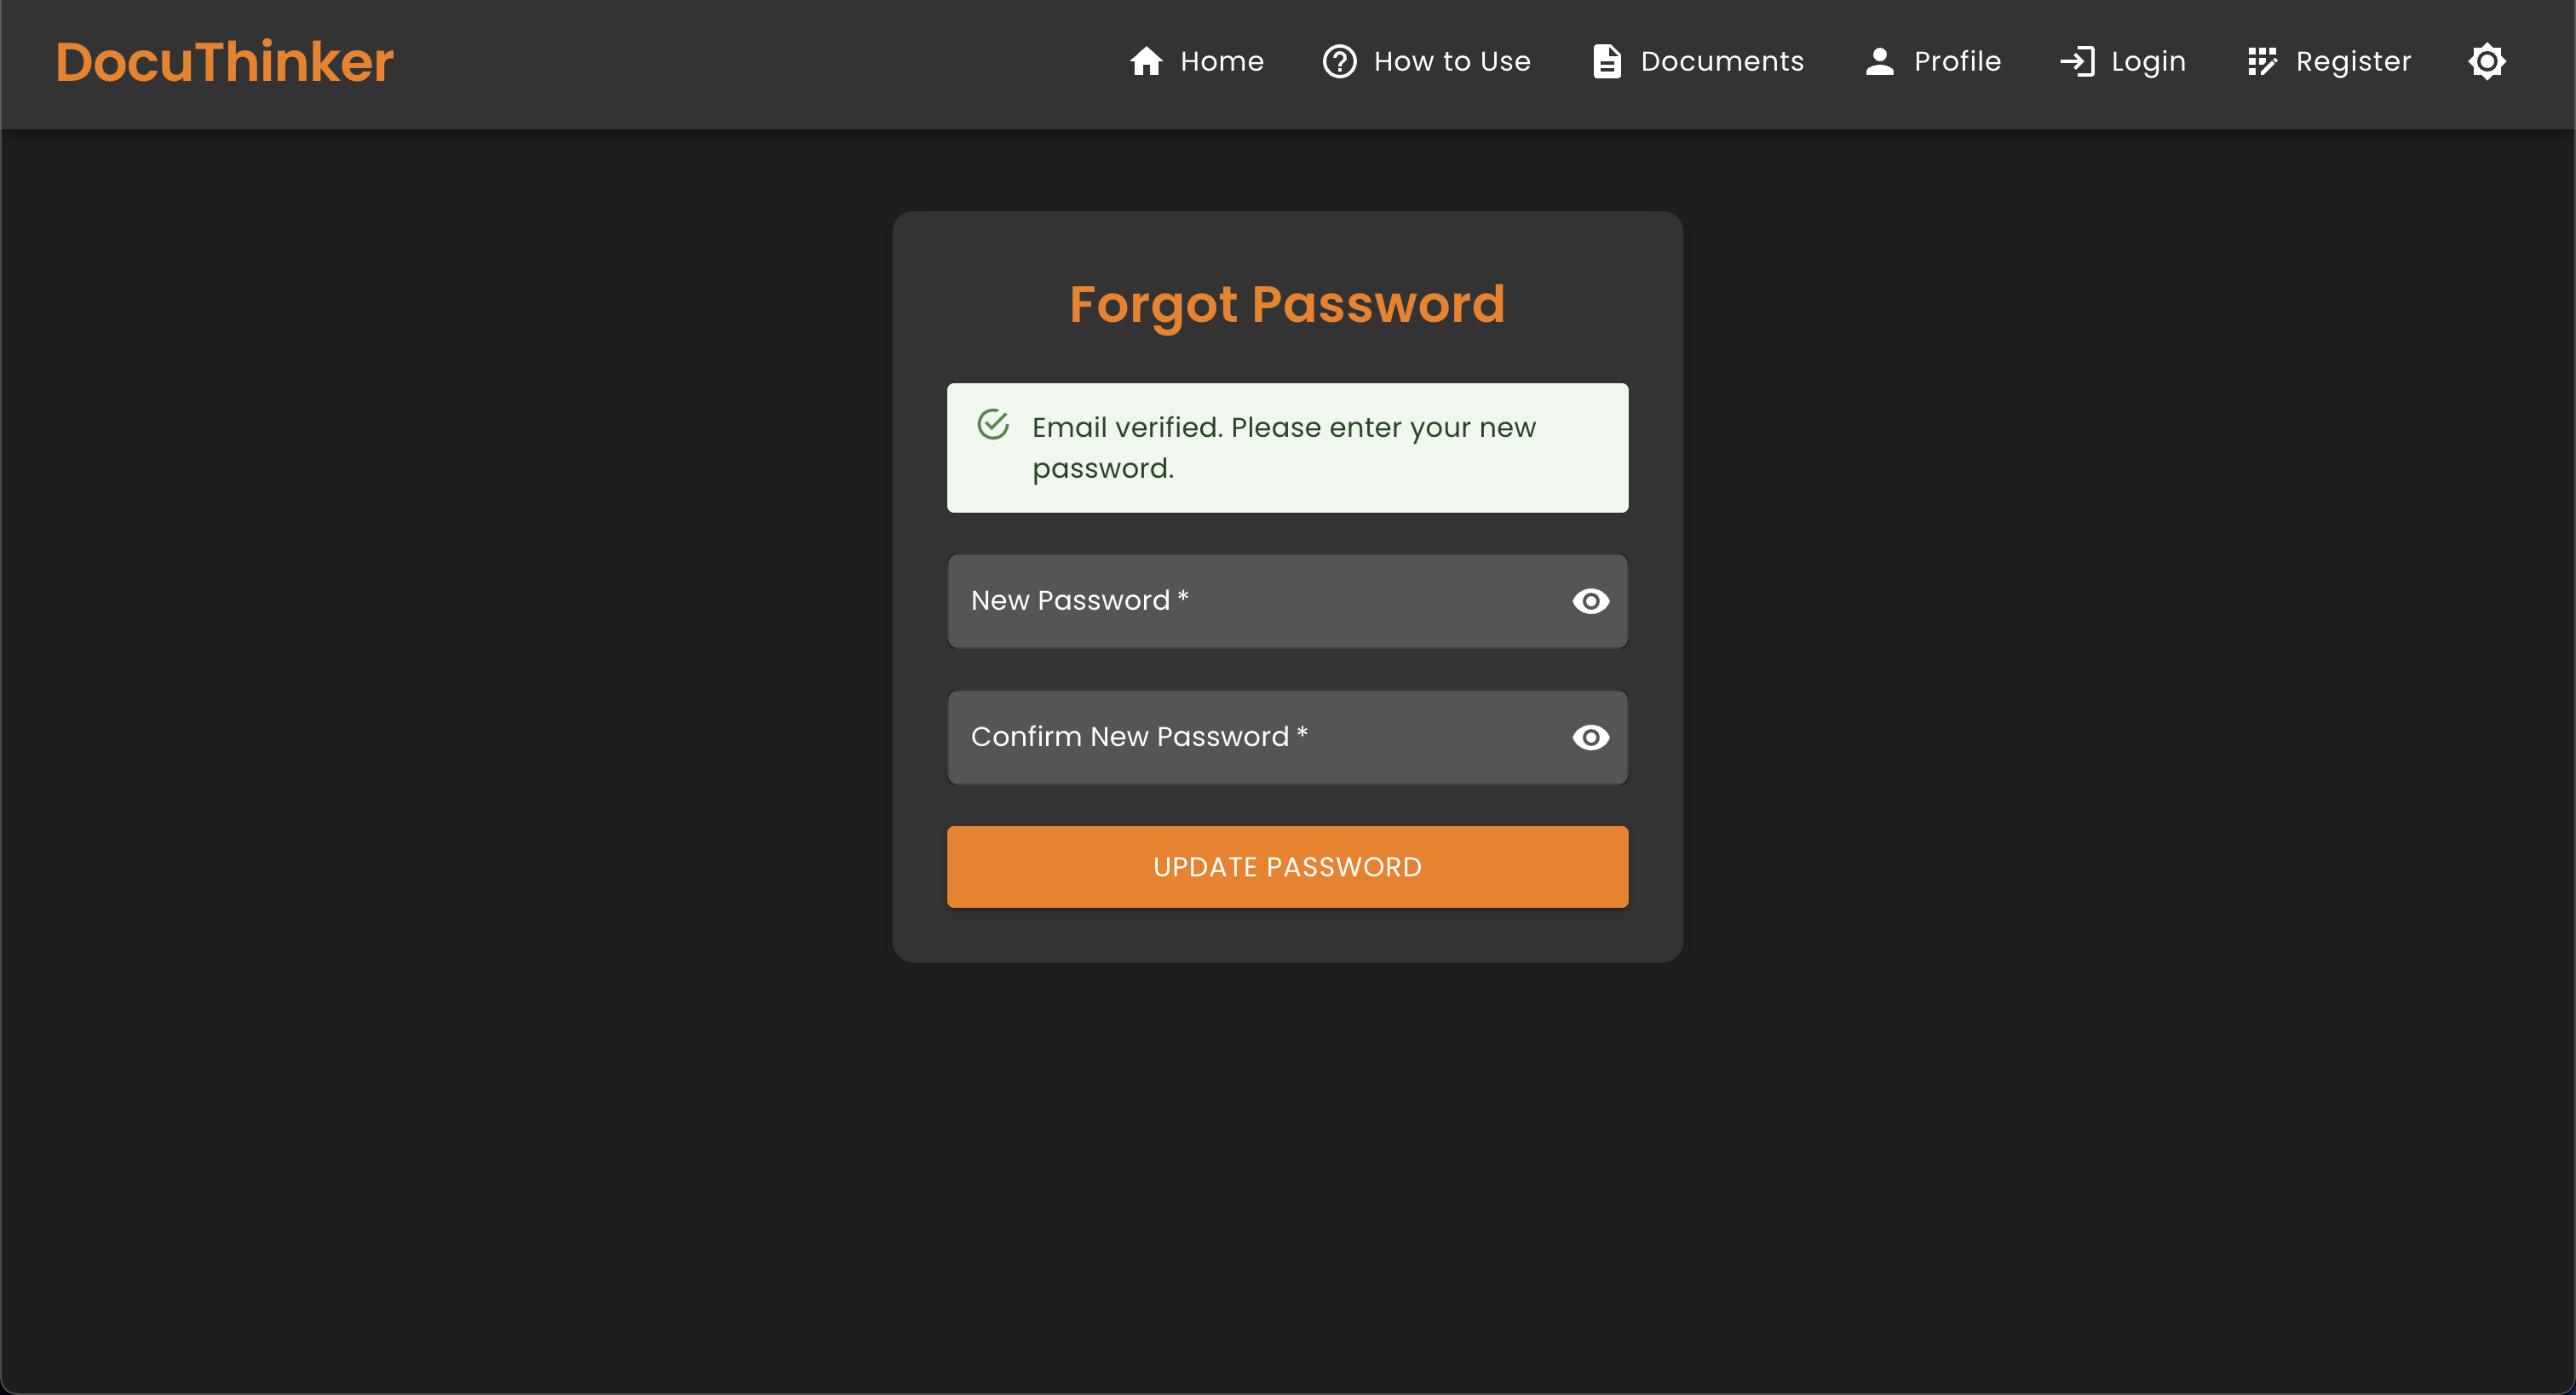 DocuThinker
Home
How to Use
Documents
Profile
Login
Register
Forgot Password
Email verified. Please enter your new
password.
New Password *
Confirm New Password *
UPDATE PASSWORD